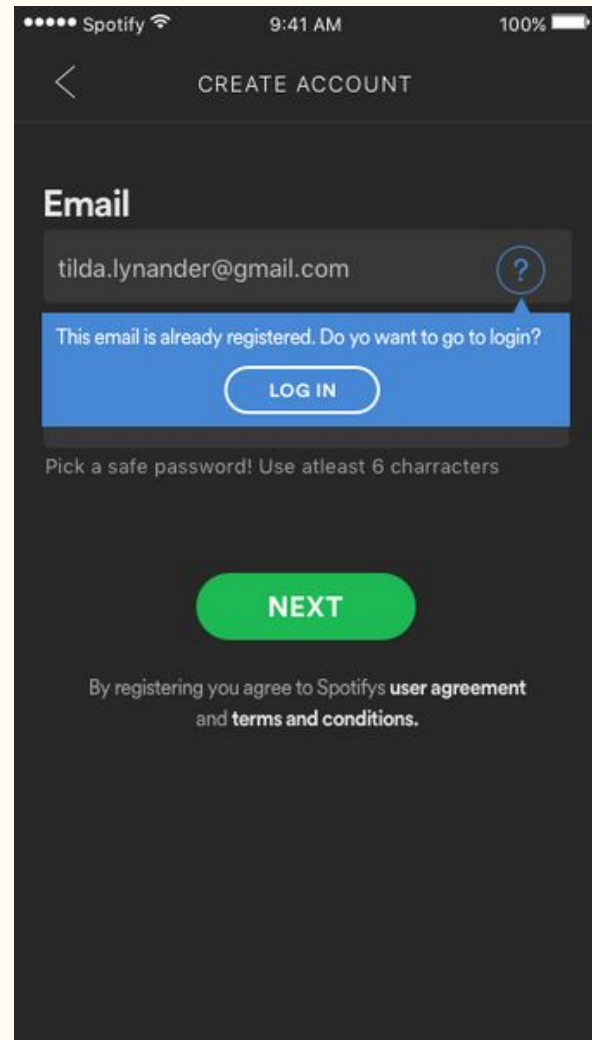 Spotify 9:41 AM 100%
CREATE ACCOUNT
Email
tilda.lynander@gmail.com ?
This email is already registered. Do yo want to go to login?
LOG IN
Pick a safe password! Use atleast 6 charracters
NEXT
By registering you agree to Spotifys user agreement
and terms and conditions.